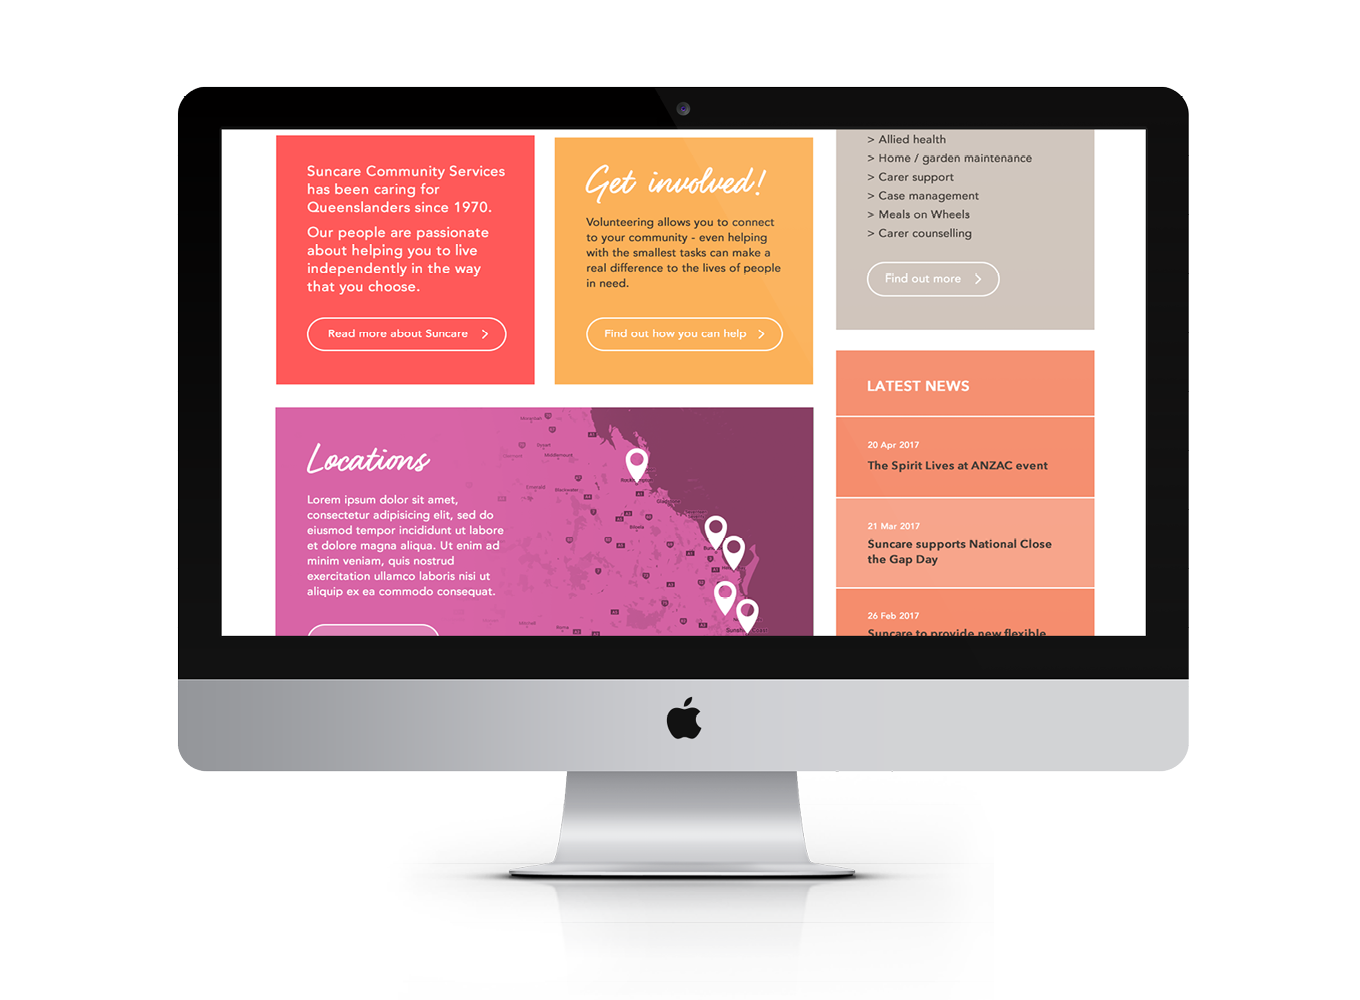 Suncare Community Services
has been caring for
Queenslanders since 1970.
Our people are passionate
about helping you to live
independently in the way
that you choose.
Read more about Suncare >
Get involved!
Volunteering allows you to connect
to your community - even helping
with the smallest tasks can make a
real difference to the lives of people
in need.
Find out how you can help >
> Allied health
> Home / garden maintenance
> Carer support
> Case management
> Meals on Wheels
> Carer counselling
Find out more >
Locations
Lorem ipsum dolor sit amet,
consectetur adipisicing elit, sed do
eiusmod tempor incididunt ut labore
et dolore magna aliqua. Ut enim ad
minim veniam, quis nostrud
exercitation ullamco laboris nisi ut
aliquip ex ea commodo consequat.
Middlemount
Emerald
Blackwater
Biloela
LATEST NEWS
20 Apr 2017
The Spirit Lives at ANZAC event
21 Mar 2017
Suncare supports National Close
the Gap Day
26 Feb 2017
Suncare to provide new flexible